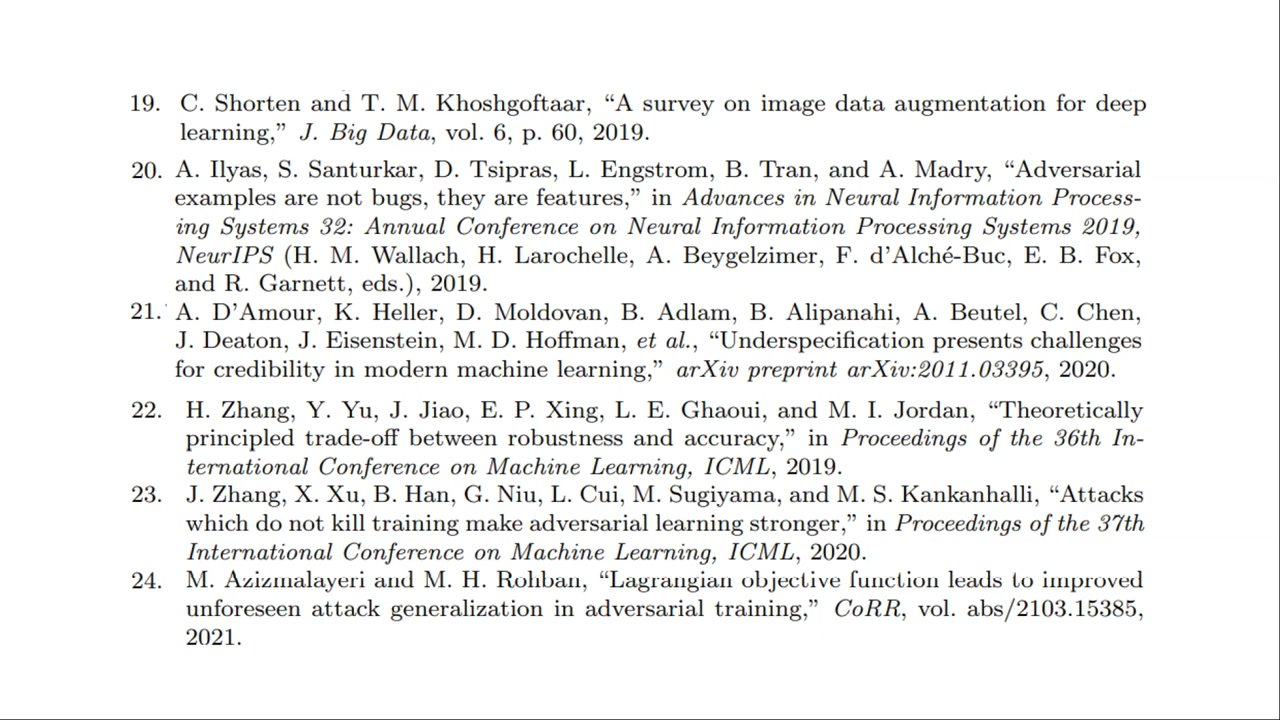 19. C. Shorten and T. M. Khoshgoftaar, “A survey on image data augmentation for deep
learning,” J. Big Data, vol. 6, p. 60, 2019.
20. A. Ilyas, S. Santurkar, D. Tsipras, L. Engstrom, B. Tran, and A. Madry, “Adversarial
examples are not bugs, they are features,” in Advances in Neural Information Process-
ing Systems 32: Annual Conference on Neural Information Processing Systems 2019,
NeurIPS (H. M. Wallach, H. Larochelle, A. Beygelzimer, F. d’Alché-Buc, E. B. Fox,
and R. Garnett, eds.), 2019.
21. A. D’Amour, K. Heller, D. Moldovan, B. Adlam, B. Alipanahi, A. Beutel, C. Chen,
J. Deaton, J. Eisenstein, M. D. Hoffman, et al., “Underspecification presents challenges
for credibility in modern machine learning,” arXiv preprint arXiv:2011.03395, 2020.
22. H. Zhang, Y. Yu, J. Jiao, E. P. Xing, L. E. Ghaoui, and M. I. Jordan, “Theoretically
principled trade-off between robustness and accuracy,” in Proceedings of the 36th In-
ternational Conference on Machine Learning, ICML, 2019.
23. J. Zhang, X. Xu, B. Han, G. Niu, L. Cui, M. Sugiyama, and M. S. Kankanhalli, “Attacks
which do not kill training make adversarial learning stronger,” in Proceedings of the 37th
International Conference on Machine Learning, ICML, 2020.
24. M. Azizmalayeri and M. H. Rohban, “Lagrangian objective function leads to improved
unforeseen attack generalization in adversarial training,” CoRR, vol. abs/2103.15385,
2021.